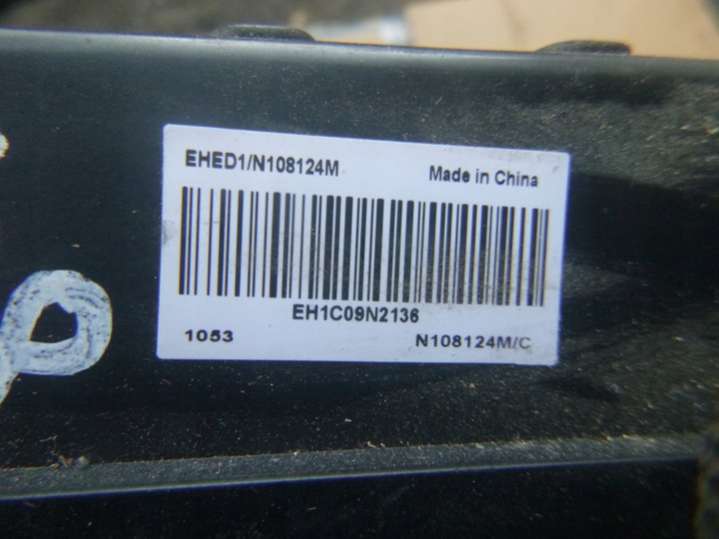 EHED1/N108124M
Made in China
EH1C09N2136
1053
N108124M/C